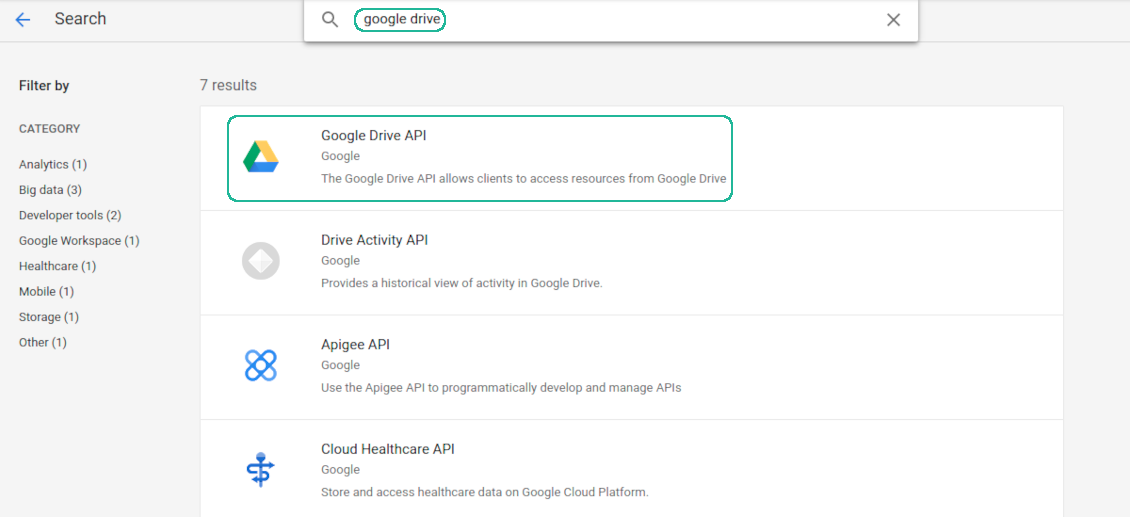 Search
google drive
Filter by
CATEGORY
Analytics (1)
Big data (3)
Developer tools (2)
Google Workspace (1)
Healthcare (1)
Mobile (1)
Storage (1)
Other (1)
7 results
Google Drive API
Google
The Google Drive API allows clients to access resources from Google Drive
Drive Activity API
Google
Provides a historical view of activity in Google Drive.
Apigee API
Google
Use the Apigee API to programmatically develop and manage APIs
Cloud Healthcare API
Google
Store and access healthcare data on Google Cloud Platform.